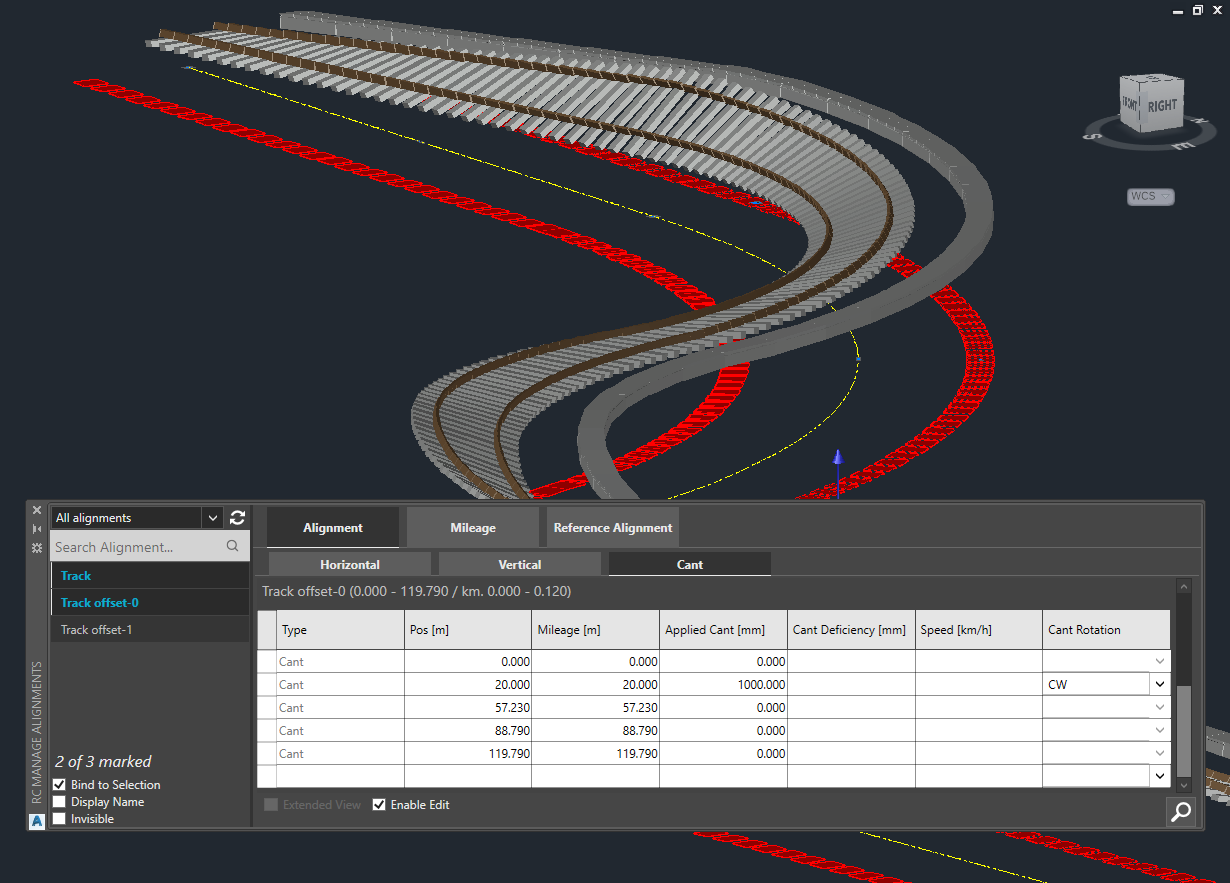 FRONT
RIGHT
S
E
N
WCS
RC MANAGE ALIGNMENTS
A
All alignments
Search Alignment...
Track
Track offset-0
Track offset-1
2 of 3 marked
Bind to Selection
Display Name
Invisible
Alignment Mileage Reference Alignment
Horizontal Vertical Cant
Track offset-0 (0.000 - 119.790 / km. 0.000 - 0.120)
Type Pos [m] Mileage [m] Applied Cant [mm] Cant Deficiency [mm] Speed [km/h] Cant Rotation
Cant 0.000 0.000 0.000
Cant 20.000 20.000 1000.000 CW
Cant 57.230 57.230 0.000
Cant 88.790 88.790 0.000
Cant 119.790 119.790 0.000
Extended View Enable Edit